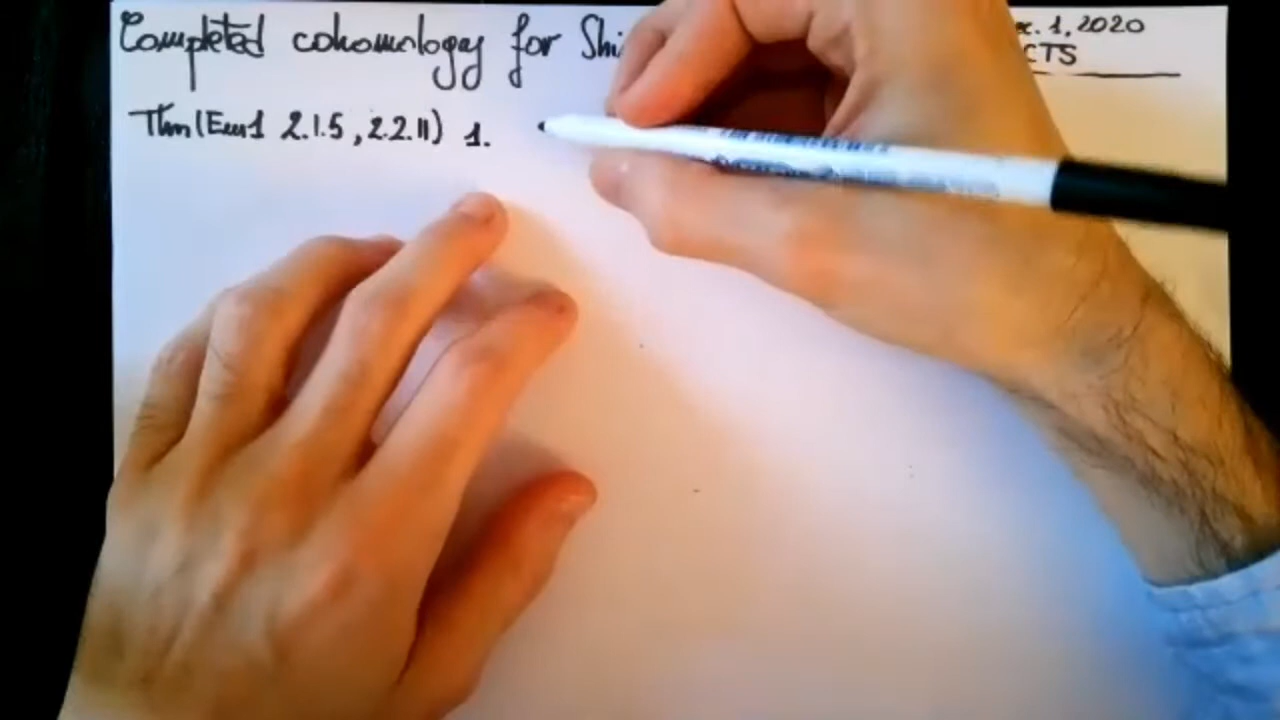 Completed cohomology for Shi
c. 1, 2020
CTS
Thm (Em1 2.1.5, 2.2.11) 1.